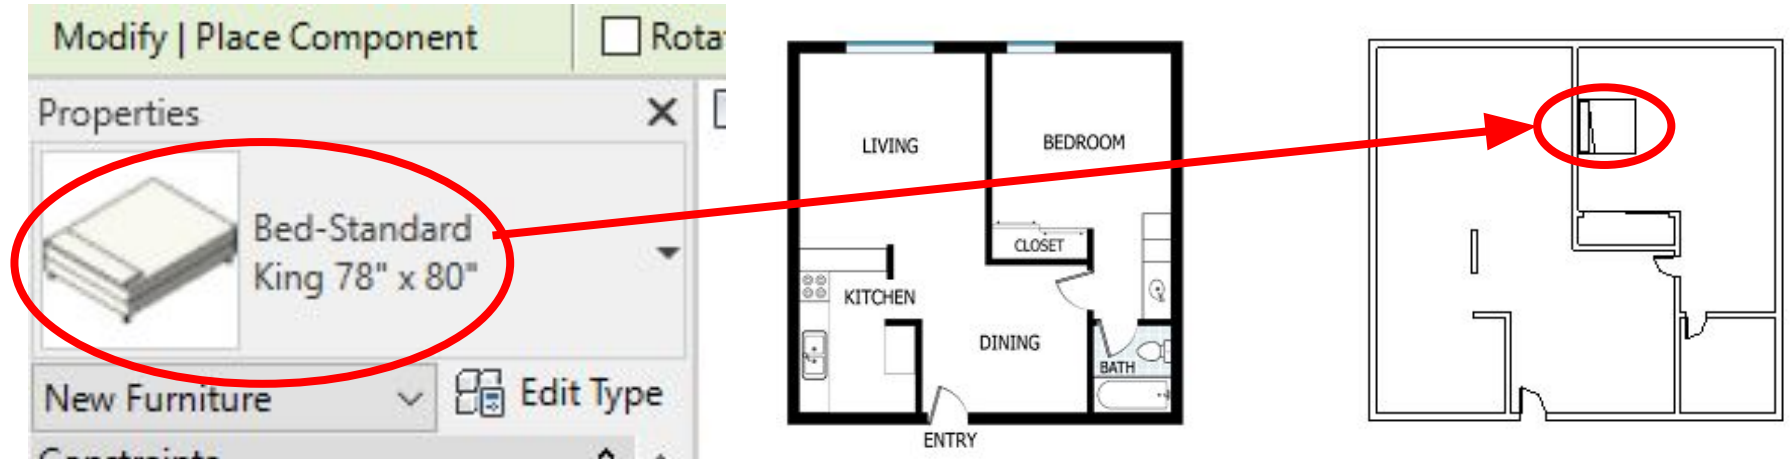 Modify | Place Component
Rota
Properties
Bed-Standard
King 78" x 80"
New Furniture
Edit Type
Constraints
LIVING
BEDROOM
CLOSET
KITCHEN
DINING
BATH
ENTRY